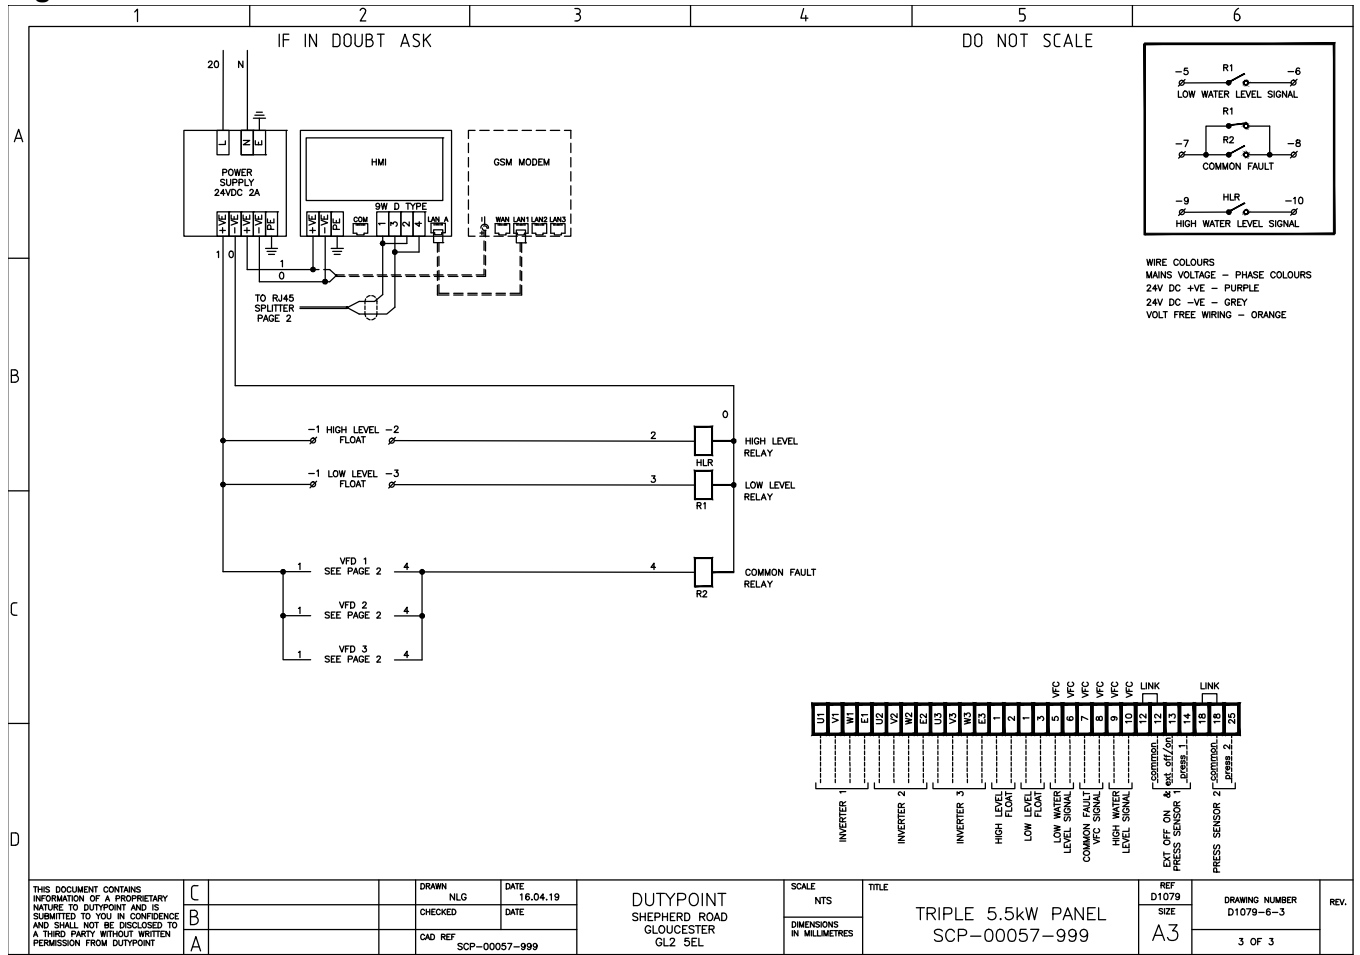 1 2 3 4 5 6
IF IN DOUBT ASK
DO NOT SCALE
A
B
C
D
20 N
L N E
POWER
SUPPLY
24VDC 2A
+VE -VE +VE -VE PE
HMI
9W D TYPE
+VE -VE PE
COM
1 3 2 4
LAN A
GSM MODEM
WAN LAN1 LAN2 LAN3
1 0
1
0
TO RJ45
SPLITTER
PAGE 2
-5 R1 -6
LOW WATER LEVEL SIGNAL
R1
-7 R2 -8
COMMON FAULT
-9 HLR -10
HIGH WATER LEVEL SIGNAL
WIRE COLOURS
MAINS VOLTAGE - PHASE COLOURS
24V DC +VE - PURPLE
24V DC -VE - GREY
VOLT FREE WIRING - ORANGE
0
-1 HIGH LEVEL -2
FLOAT
2
HLR
HIGH LEVEL
RELAY
-1 LOW LEVEL -3
FLOAT
3
R1
LOW LEVEL
RELAY
1 VFD 1 4
SEE PAGE 2
4
R2
COMMON FAULT
RELAY
1 VFD 2 4
SEE PAGE 2
1 VFD 3 4
SEE PAGE 2
VFC VFC VFC VFC VFC VFC
LINK LINK
U1 V1 W1 E1 U2 V2 W2 E2 U3 V3 W3 E3 1 2 1 3 5 6 7 8 9 10 12 12 13 14 18 18 25
common
& ext off/on
press 1
common
press 2
INVERTER 1
INVERTER 2
INVERTER 3
HIGH LEVEL
FLOAT
LOW LEVEL
FLOAT
LOW WATER
LEVEL SIGNAL
COMMON FAULT
VFC SIGNAL
HIGH WATER
LEVEL SIGNAL
EXT OFF ON
PRESS SENSOR 1
PRESS SENSOR 2
THIS DOCUMENT CONTAINS
INFORMATION OF A PROPRIETARY
NATURE TO DUTYPOINT AND IS
SUBMITTED TO YOU IN CONFIDENCE
AND SHALL NOT BE DISCLOSED TO
A THIRD PARTY WITHOUT WRITTEN
PERMISSION FROM DUTYPOINT
C
B
A
DRAWN
NLG
DATE
16.04.19
CHECKED
DATE
CAD REF
SCP-00057-999
DUTYPOINT
SHEPHERD ROAD
GLOUCESTER
GL2 5EL
SCALE
NTS
DIMENSIONS
IN MILLIMETRES
TITLE
TRIPLE 5.5kW PANEL
SCP-00057-999
REF
D1079
SIZE
A3
DRAWING NUMBER
D1079-6-3
3 OF 3
REV.